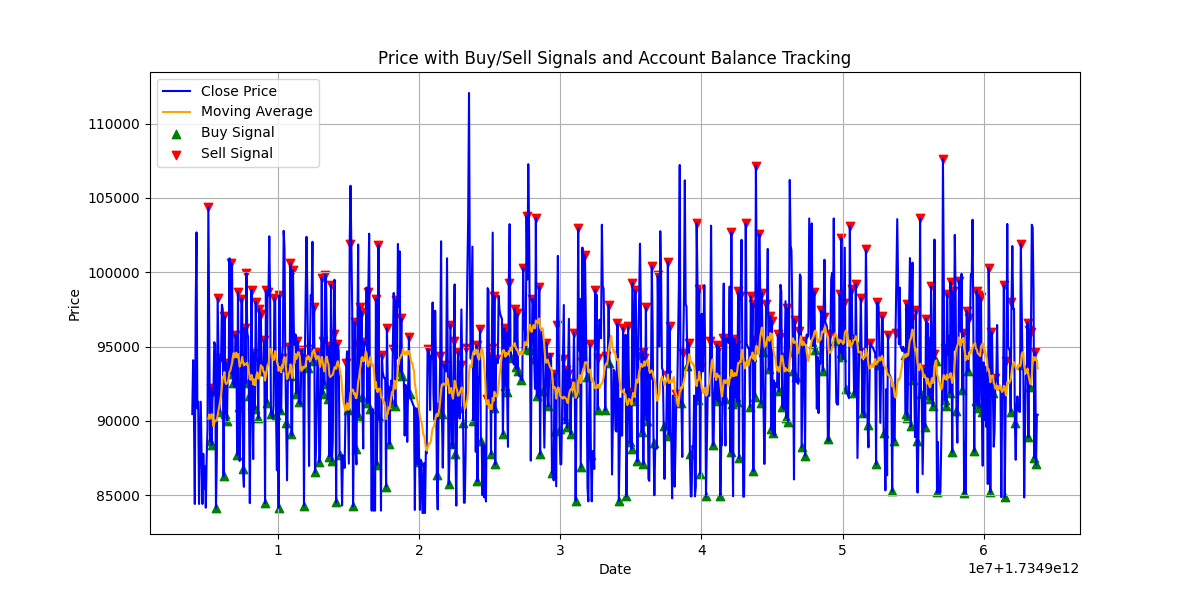 Price with Buy/Sell Signals and Account Balance Tracking
Close Price
Moving Average
Buy Signal
Sell Signal
110000
105000
100000
95000
90000
85000
Price
1 2 3 4 5 6
Date
1e7+1.7349e12